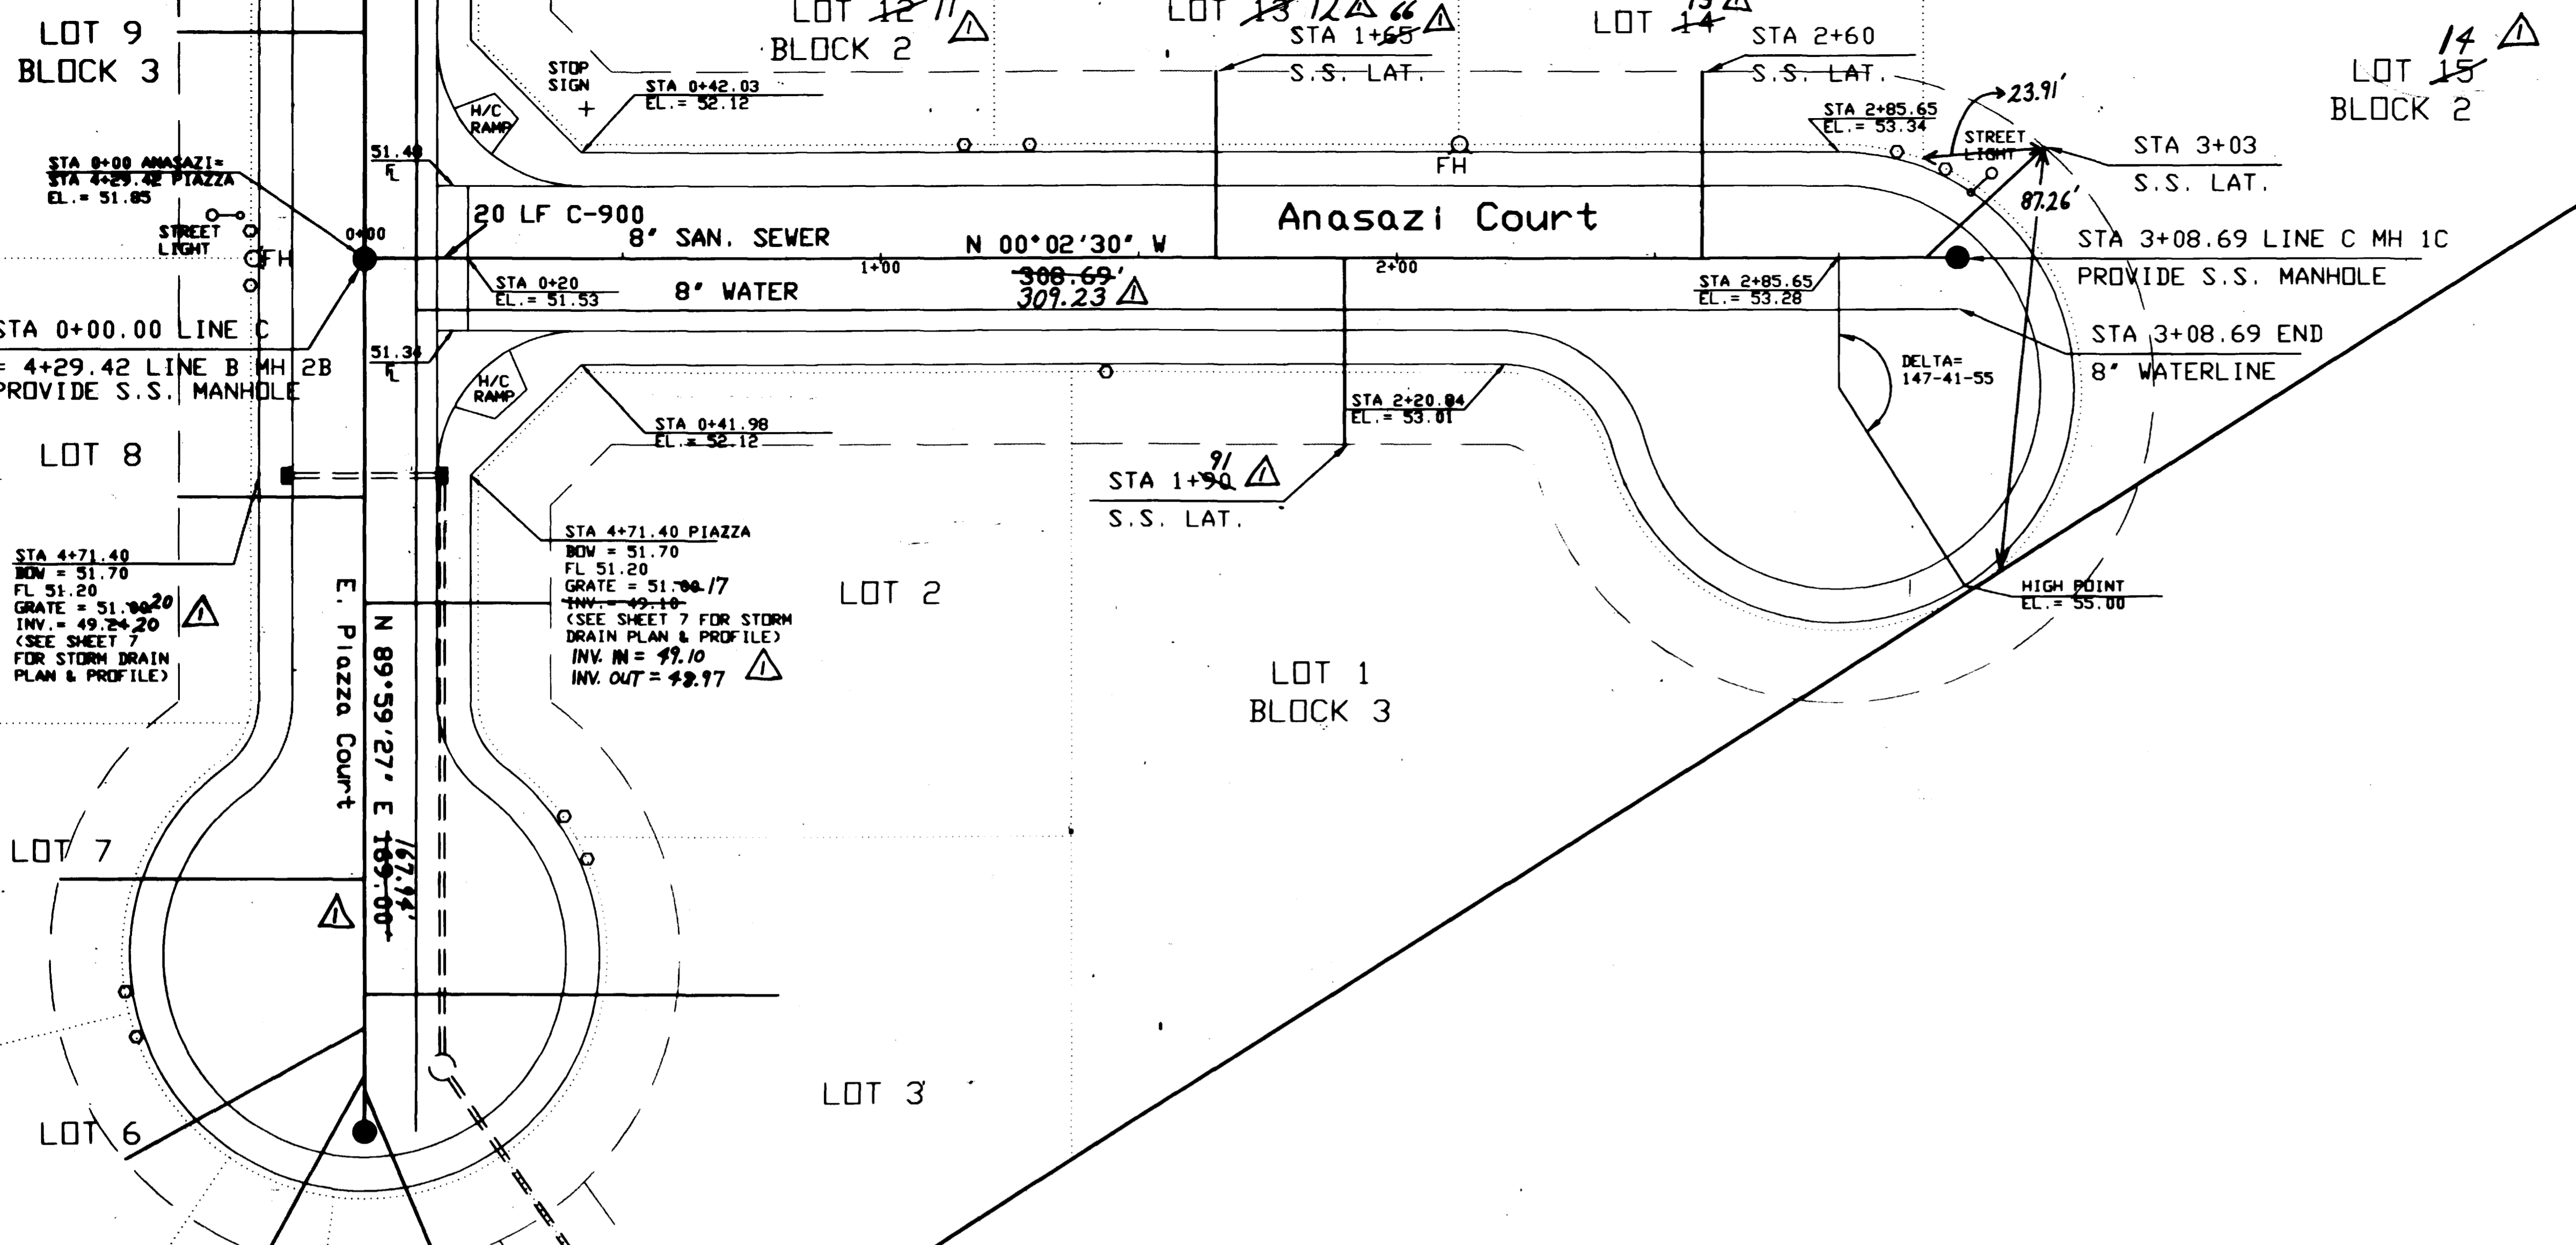 LOT 9
BLOCK 3
LOT 12 11
BLOCK 2
1
LOT 13 12
1
STA 1+65 66
1
S.S. LAT.
LOT 14
STA 2+60
S.S. LAT.
14
1
LOT 15
BLOCK 2
STOP
SIGN
STA 0+42.03
EL.= 52.12
H/C
RAMP
STA 2+85.65
EL.= 53.34
23.91'
STREET
LIGHT
STA 3+03
S.S. LAT.
87.26'
FH
51.48
FL
STA 0+00 ANASAZI=
STA 4+29.42 PIAZZA
EL.= 51.85
STREET
LIGHT
FH
0+00
20 LF C-900
8" SAN. SEWER
N 00°02'30" W
Anasazi Court
1+00
2+00
308.69'
309.23
1
STA 0+20
EL.= 51.53
8" WATER
STA 2+85.65
EL.= 53.28
STA 3+08.69 LINE C MH 1C
PROVIDE S.S. MANHOLE
STA 3+08.69 END
8" WATERLINE
STA 0+00.00 LINE C
= 4+29.42 LINE B MH 2B
PROVIDE S.S. MANHOLE
51.34
FL
H/C
RAMP
DELTA=
147-41-55
STA 0+41.98
EL.= 52.12
STA 2+20.84
EL.= 53.01
LOT 8
91
STA 1+90
1
S.S. LAT.
STA 4+71.40
BOW = 51.70
FL 51.20
GRATE = 51.00 20
INV.= 49.24 20
1
(SEE SHEET 7
FOR STORM DRAIN
PLAN & PROFILE)
STA 4+71.40 PIAZZA
BOW = 51.70
FL 51.20
GRATE = 51.00 17
INV. = 49.10
(SEE SHEET 7 FOR STORM
DRAIN PLAN & PROFILE)
INV. IN = 49.10
INV. OUT = 48.97
1
LOT 2
HIGH POINT
EL.= 55.00
LOT 1
BLOCK 3
E. Piazza Court
N 89°59'27" E 169.00'
167.94'
1
LOT 7
LOT 3
LOT 6